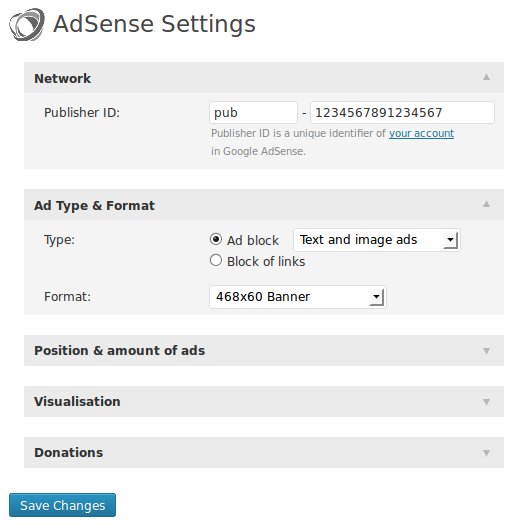 AdSense Settings
Network
Publisher ID: pub - 1234567891234567
Publisher ID is a unique identifier of your account
in Google AdSense.
Ad Type & Format
Type: Ad block Text and image ads
Block of links
Format: 468x60 Banner
Position & amount of ads
Visualisation
Donations
Save Changes